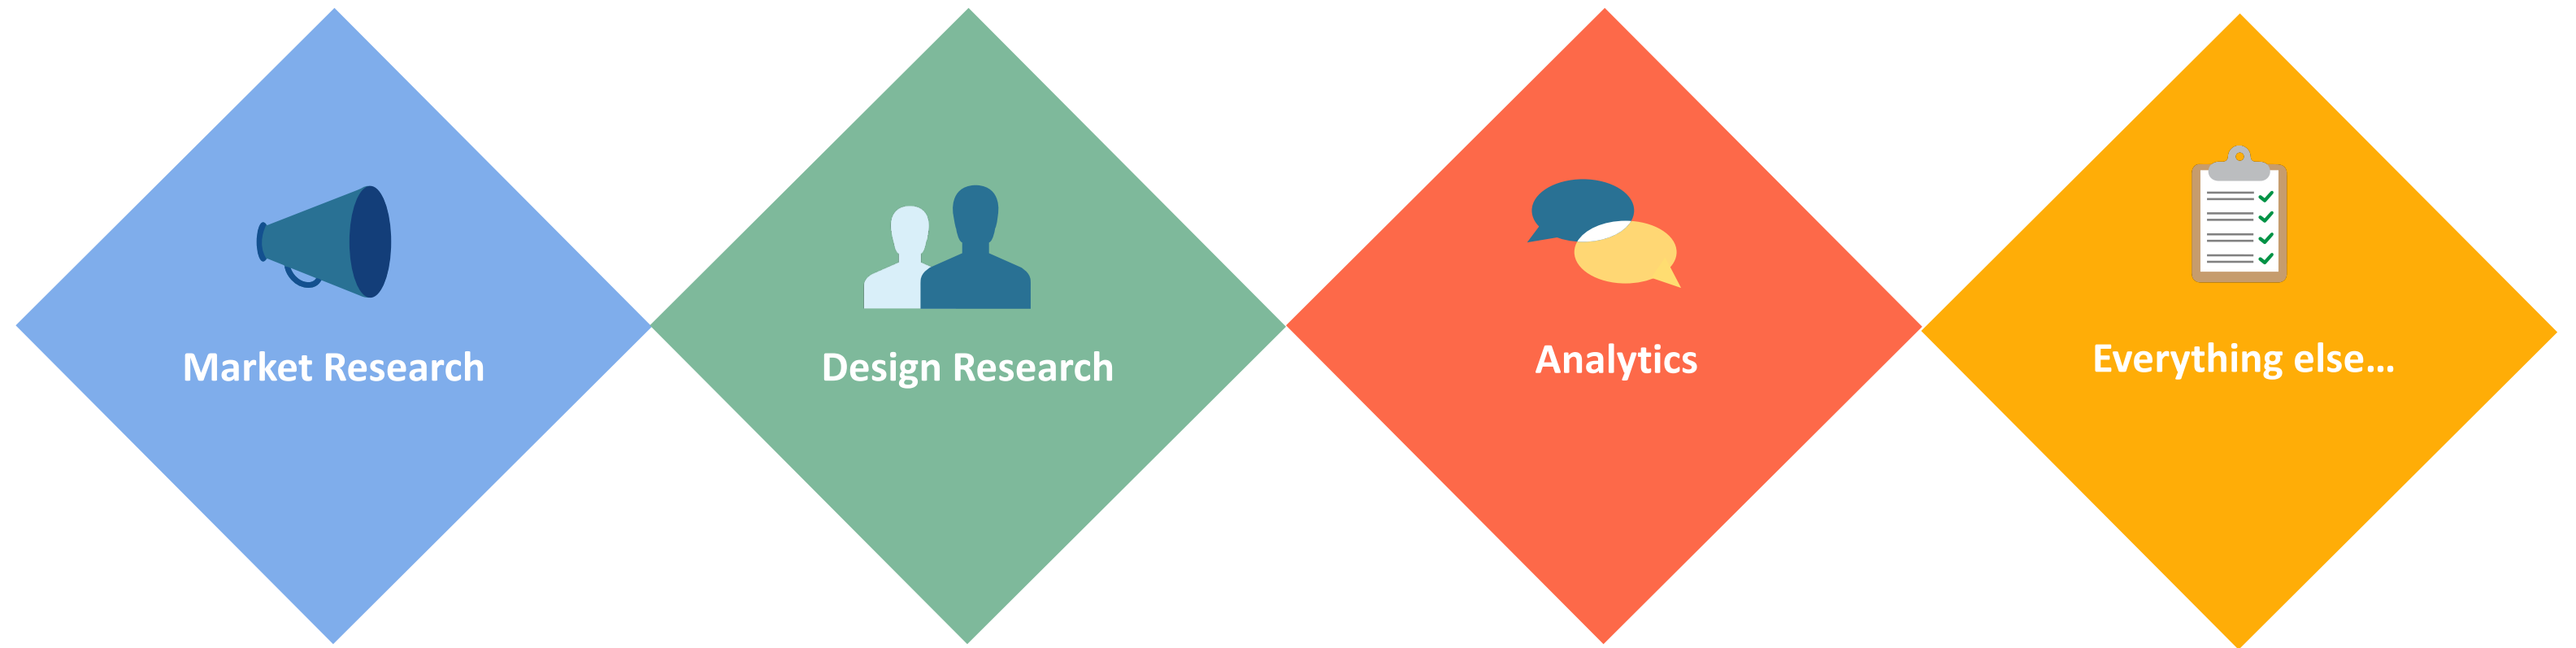 Market Research
Design Research
Analytics
Everything else...